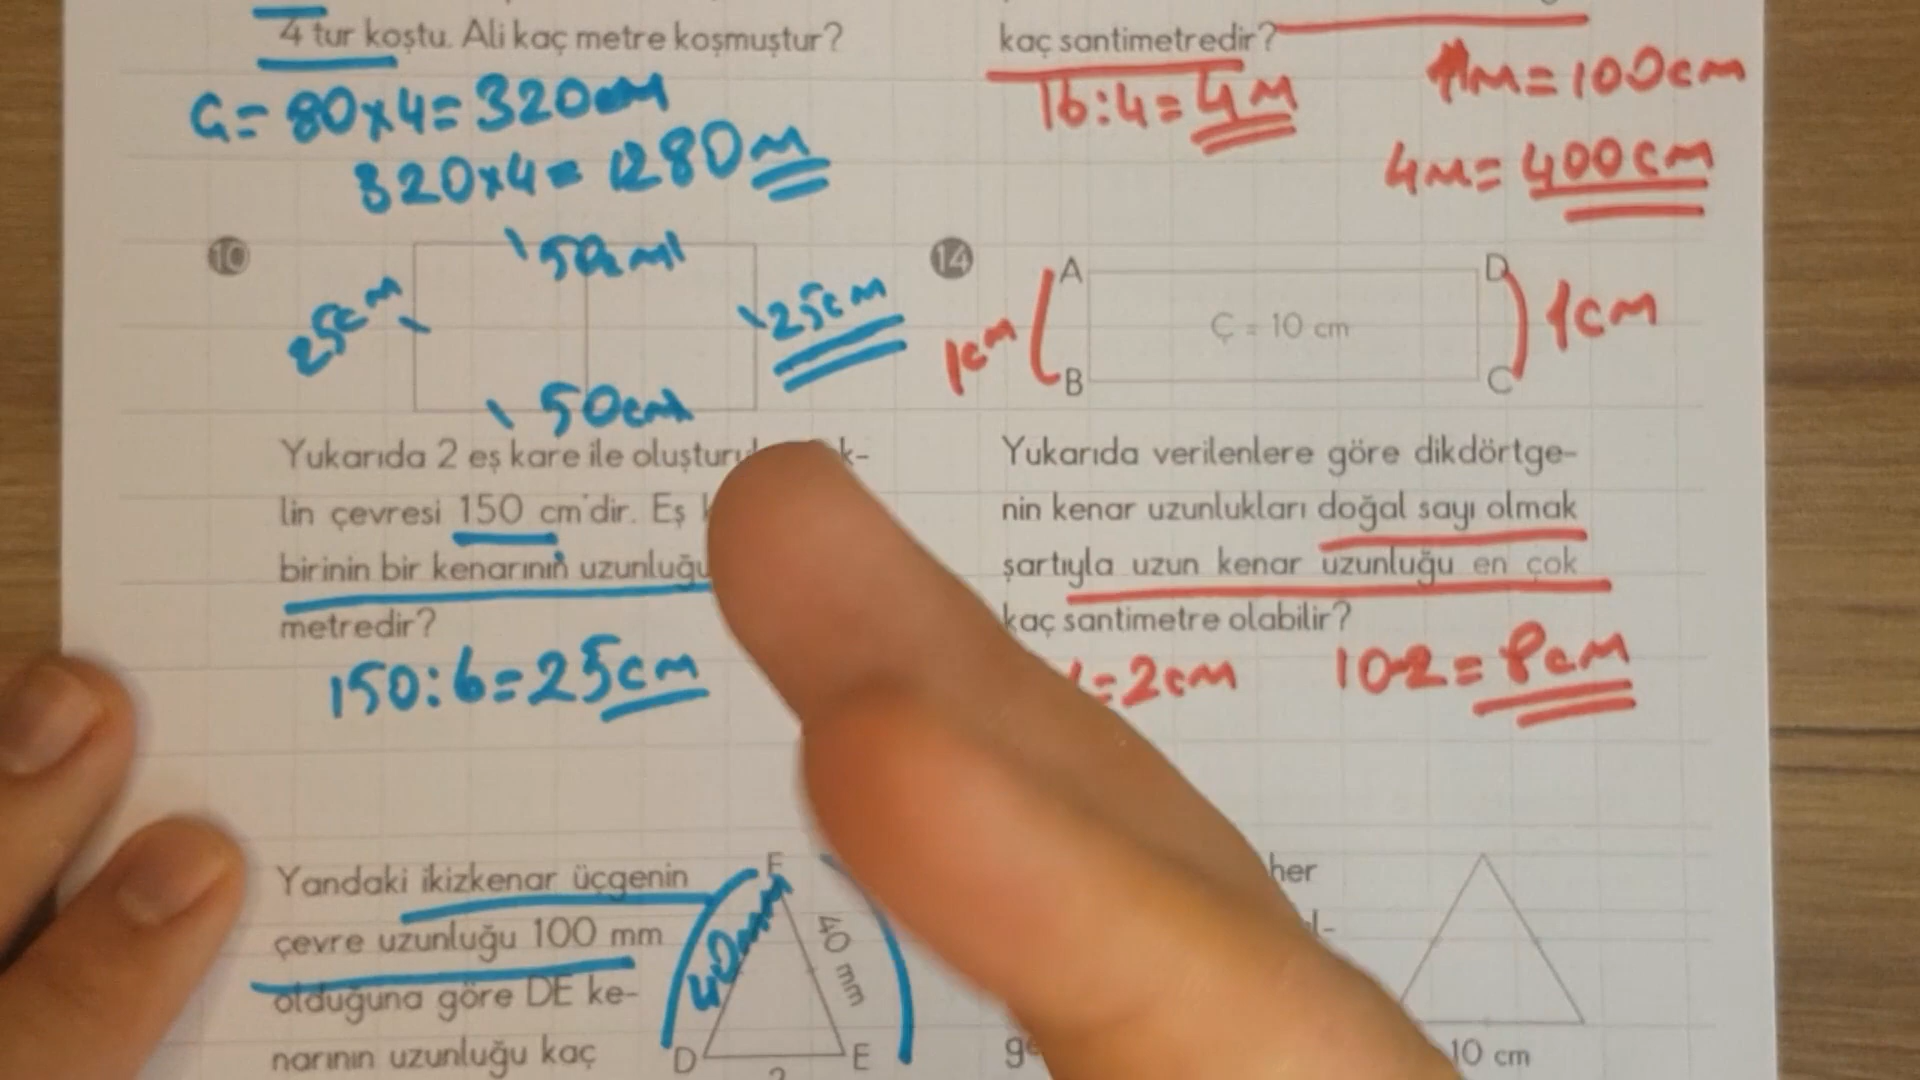 4 tur koştu. Ali kaç metre koşmuştur?
Ç= 80x4=320m
320x4= 1280m
10
50cm
25cm
25cm
50cm
Yukarıda 2 eş kare ile
lin çevresi 150 cm'dir. Eş
birinin bir kenarının uzunluğu
metredir?
150:6=25cm
Yandaki ikizkenar üçgenin
çevre uzunluğu 100 mm
olduğuna göre DE ke-
narının uzunluğu kaç
F
40mm
40 mm
D
E
?
kaç santimetredir?
16:4=4m
1m=100cm
4m=400cm
14
A
D
Ç = 10 cm
1cm
1cm
B
C
Yukarıda verilenlere göre dikdörtge-
nin kenar uzunlukları doğal sayı olmak
şartıyla uzun kenar uzunluğu en çok
kaç santimetre olabilir?
=2cm
10-2=8cm
her
10 cm